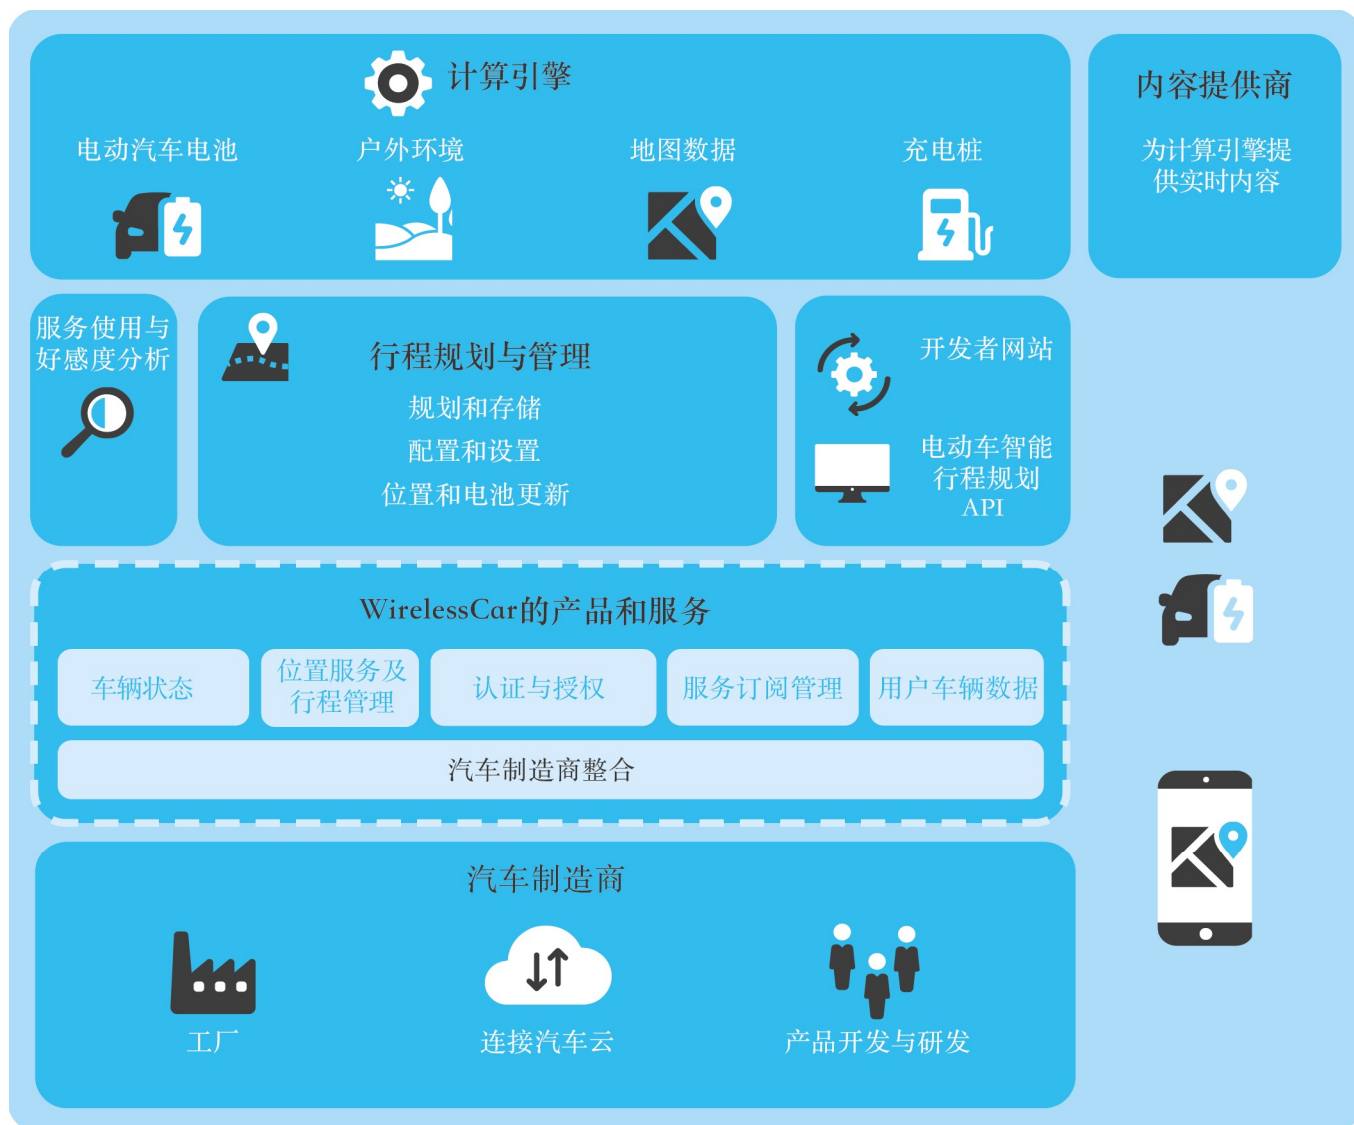 计算引擎
电动汽车电池
户外环境
地图数据
充电桩
内容提供商
为计算引擎提
供实时内容
服务使用与
好感度分析
行程规划与管理
规划和存储
配置和设置
位置和电池更新
开发者网站
电动车智能
行程规划
API
WirelessCar的产品和服务
车辆状态
位置服务及
行程管理
认证与授权
服务订阅管理
用户车辆数据
汽车制造商整合
汽车制造商
工厂
连接汽车云
产品开发与研发